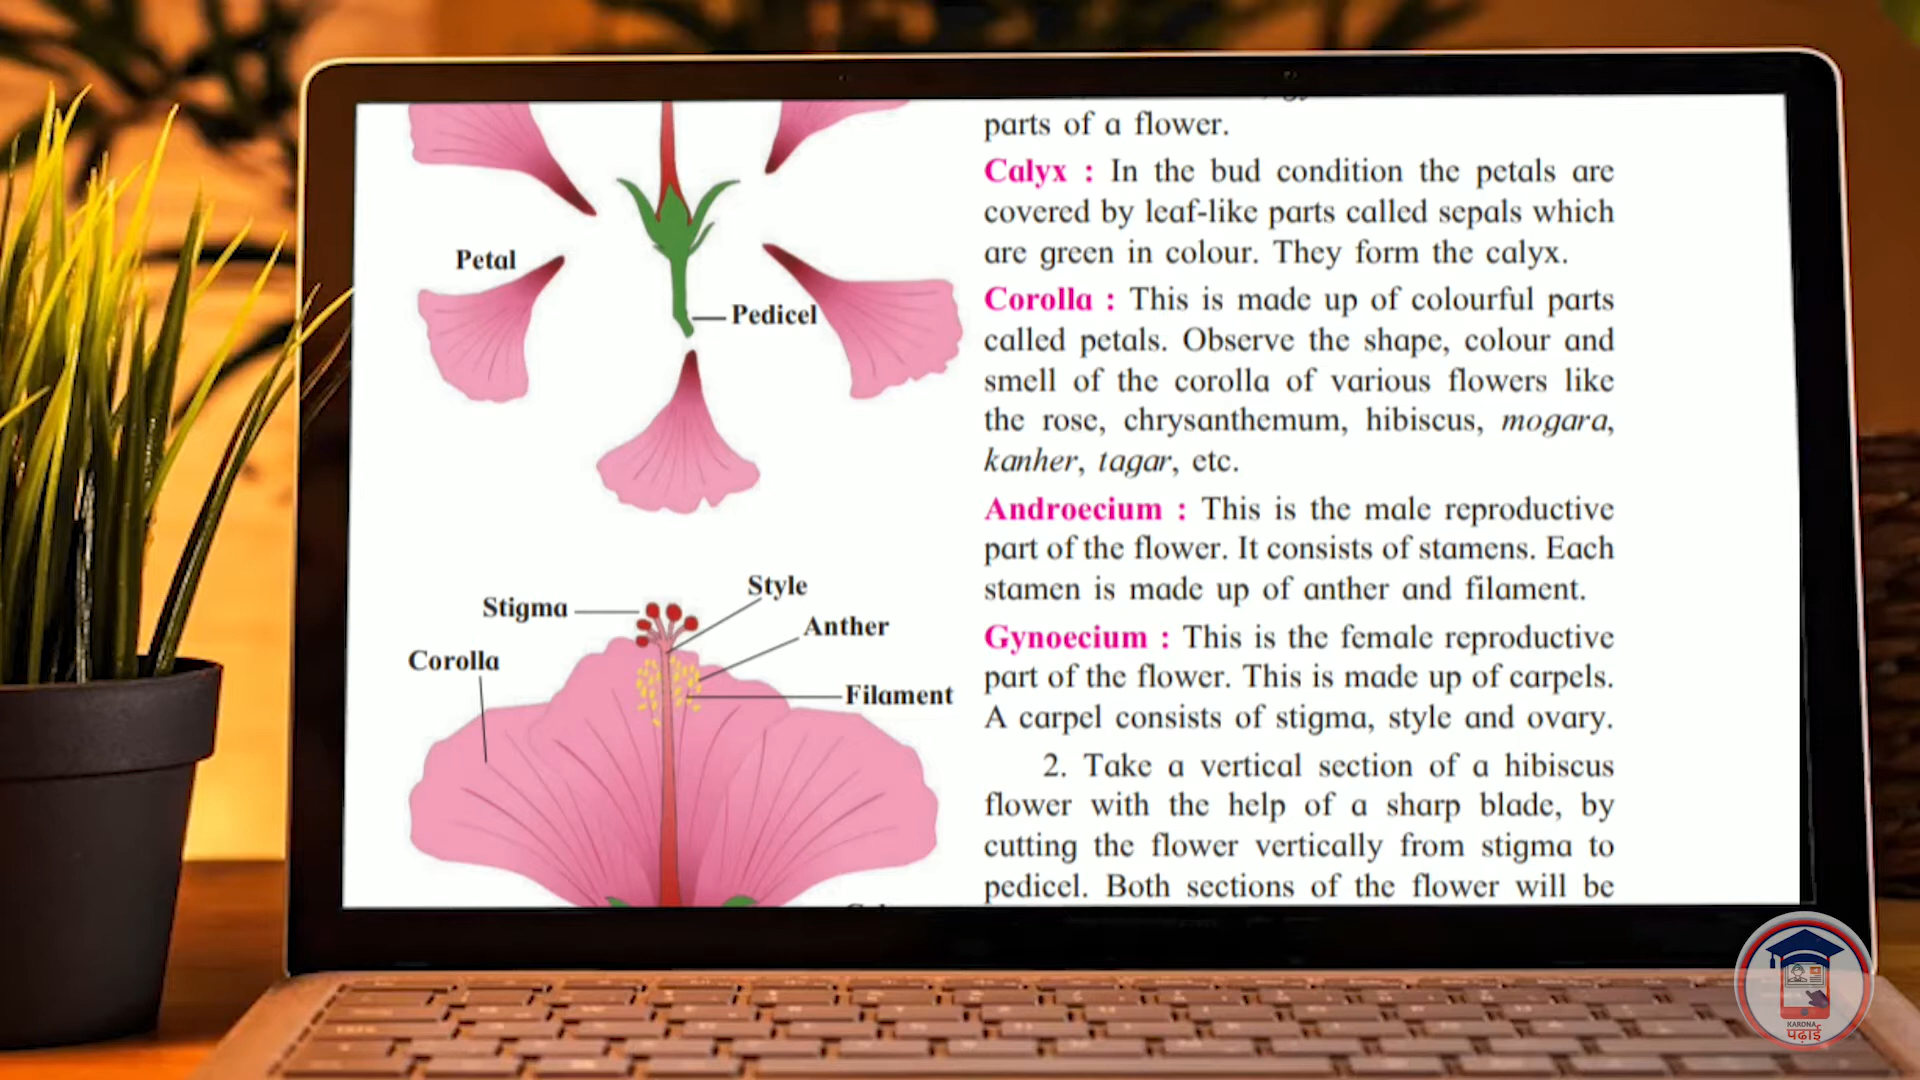 Petal
Pedicel
Stigma
Style
Anther
Corolla
Filament
parts of a flower.
Calyx : In the bud condition the petals are
covered by leaf-like parts called sepals which
are green in colour. They form the calyx.
Corolla : This is made up of colourful parts
called petals. Observe the shape, colour and
smell of the corolla of various flowers like
the rose, chrysanthemum, hibiscus, mogara,
kanher, tagar, etc.
Androecium : This is the male reproductive
part of the flower. It consists of stamens. Each
stamen is made up of anther and filament.
Gynoecium : This is the female reproductive
part of the flower. This is made up of carpels.
A carpel consists of stigma, style and ovary.
2. Take a vertical section of a hibiscus
flower with the help of a sharp blade, by
cutting the flower vertically from stigma to
pedicel. Both sections of the flower will be
KARONA
पढ़ाई